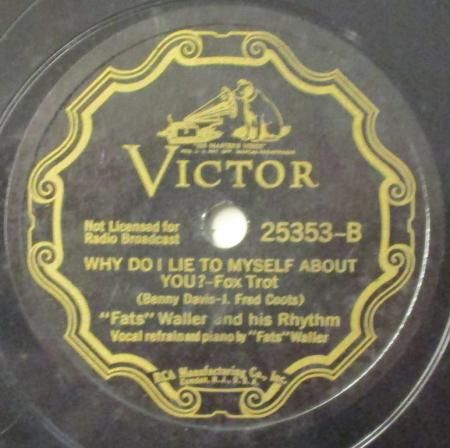 "HIS MASTER'S VOICE"
VICTOR
Not Licensed for
Radio Broadcast
25353-B
WHY DO I LIE TO MYSELF ABOUT
YOU?-Fox Trot
(Benny Davis-J. Fred Coots)
"Fats" Waller and his Rhythm
Vocal refrain and piano by "Fats" Waller
RCA Manufacturing Co., Inc.
Camden, N.J., U.S.A.